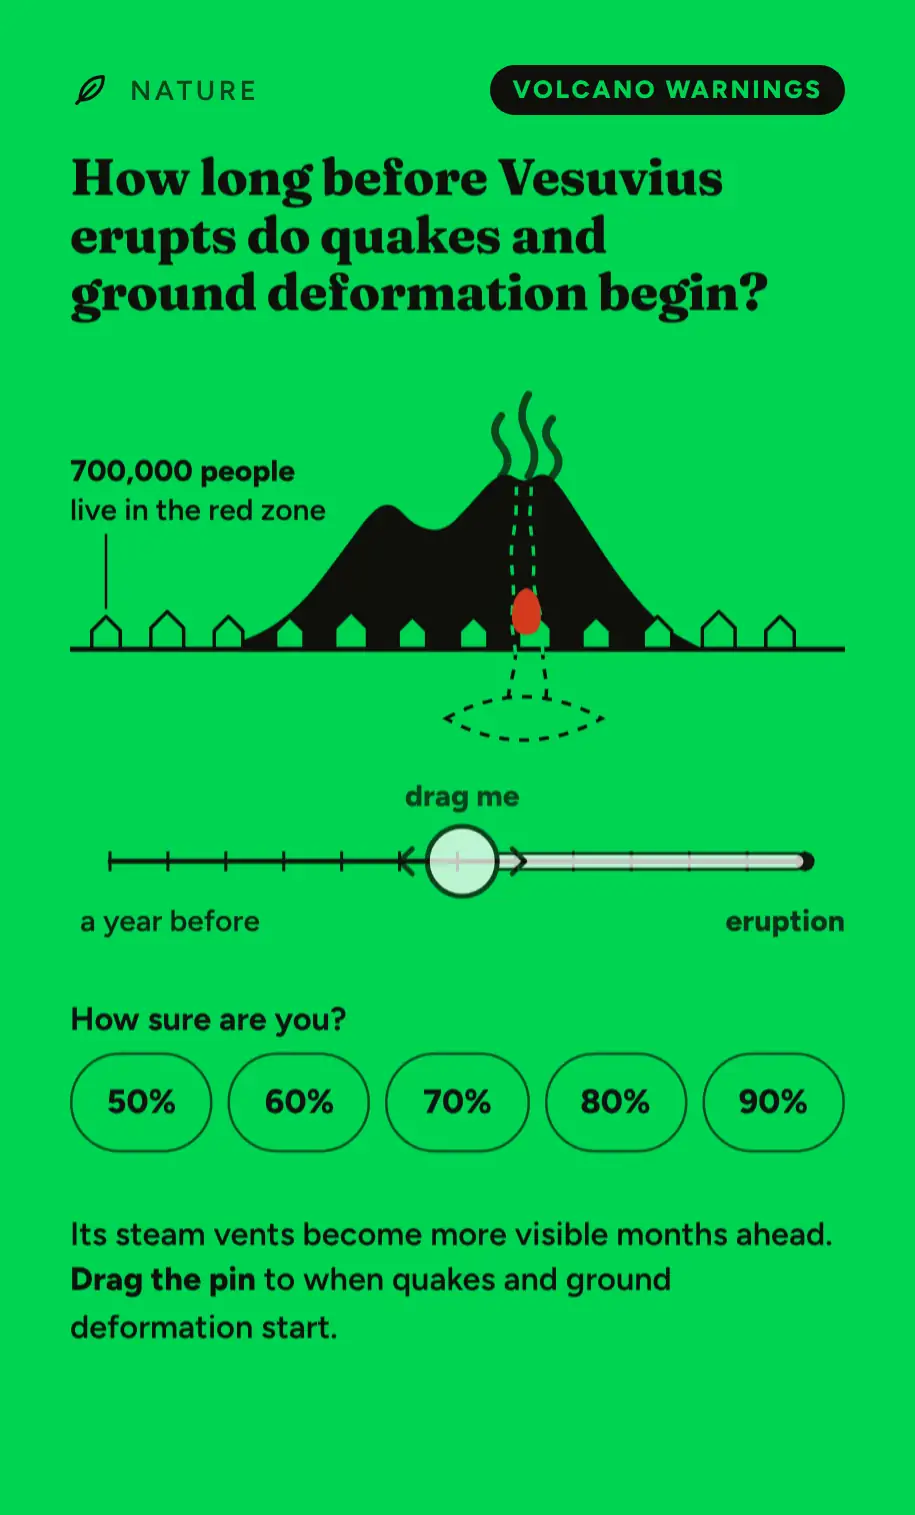 NATURE
VOLCANO WARNINGS
How long before Vesuvius
erupts do quakes and
ground deformation begin?
700,000 people
live in the red zone
drag me
a year before
eruption
How sure are you?
50%
60%
70%
80%
90%
Its steam vents become more visible months ahead.
Drag the pin to when quakes and ground
deformation start.